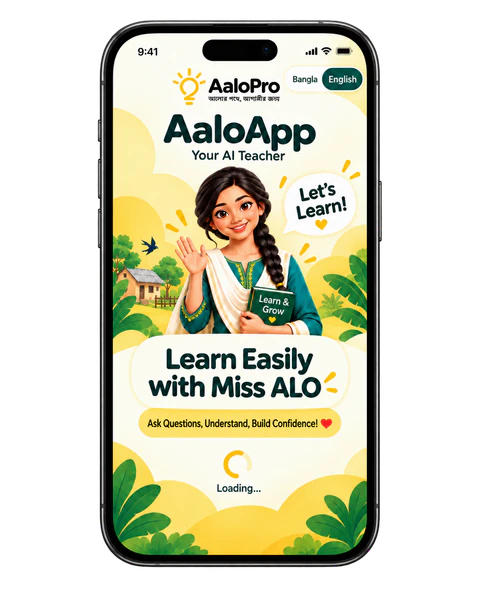 9:41
AaloPro
আলোর পথে, আগামীর জন্য
Bangla
English
AaloApp
Your AI Teacher
Let's
Learn!
Learn &
Grow
Learn Easily
with Miss ALO
Ask Questions, Understand, Build Confidence! ❤️
Loading...